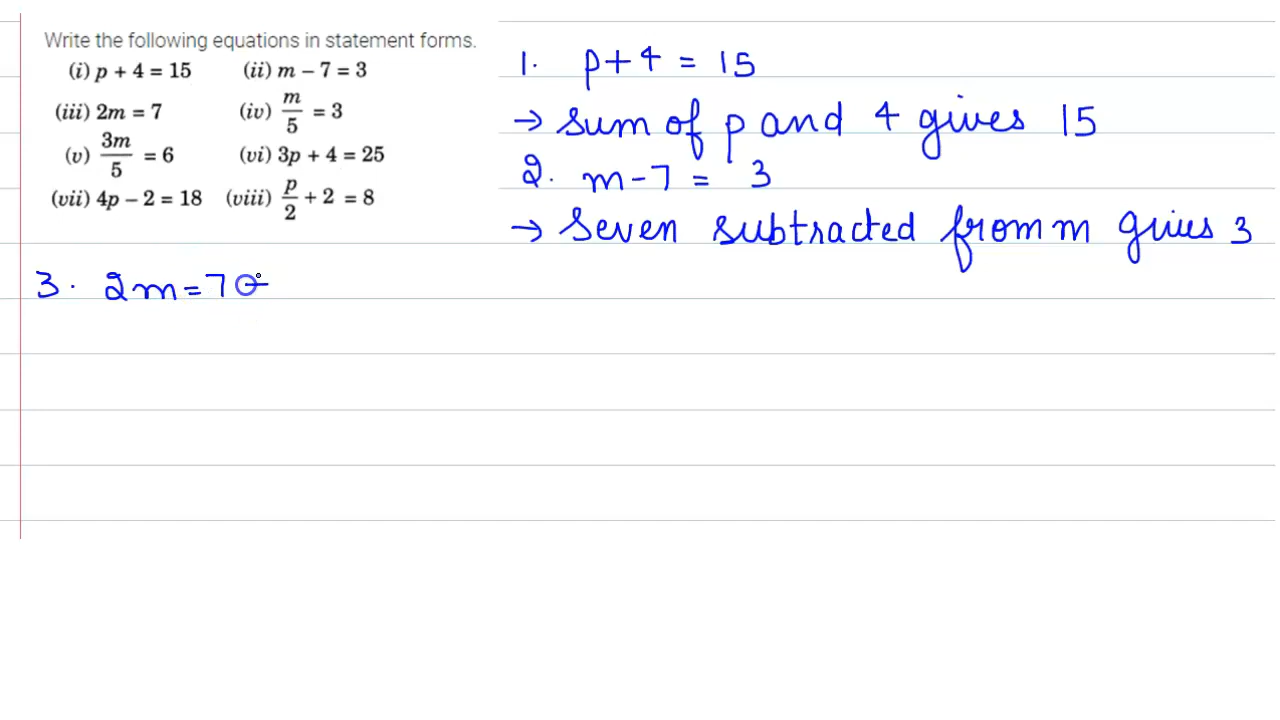 Write the following equations in statement forms.
(i) p + 4 = 15 (ii) m – 7 = 3
(iii) 2m = 7 (iv) m/5 = 3
(v) 3m/5 = 6 (vi) 3p + 4 = 25
(vii) 4p – 2 = 18 (viii) p/2 + 2 = 8
1. p+4 = 15
→ sum of p and 4 gives 15
2. m-7 = 3
→ Seven subtracted from m gives 3
3. 2m=7